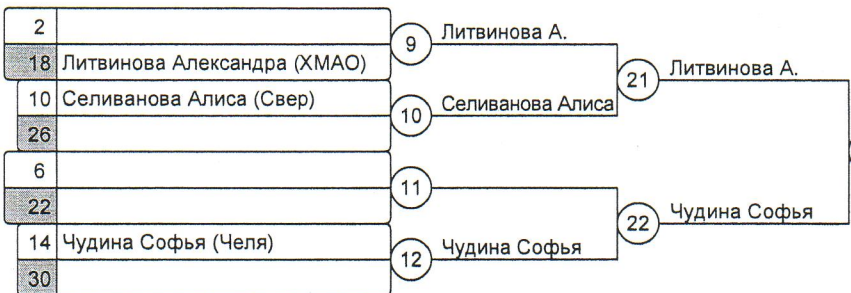 2
9
Литвинова А.
18 Литвинова Александра (ХМАО)
21
Литвинова А.
10 Селиванова Алиса (Свер)
10
Селиванова Алиса
26
6
11
22
22
Чудина Софья
14 Чудина Софья (Челя)
12
Чудина Софья
30